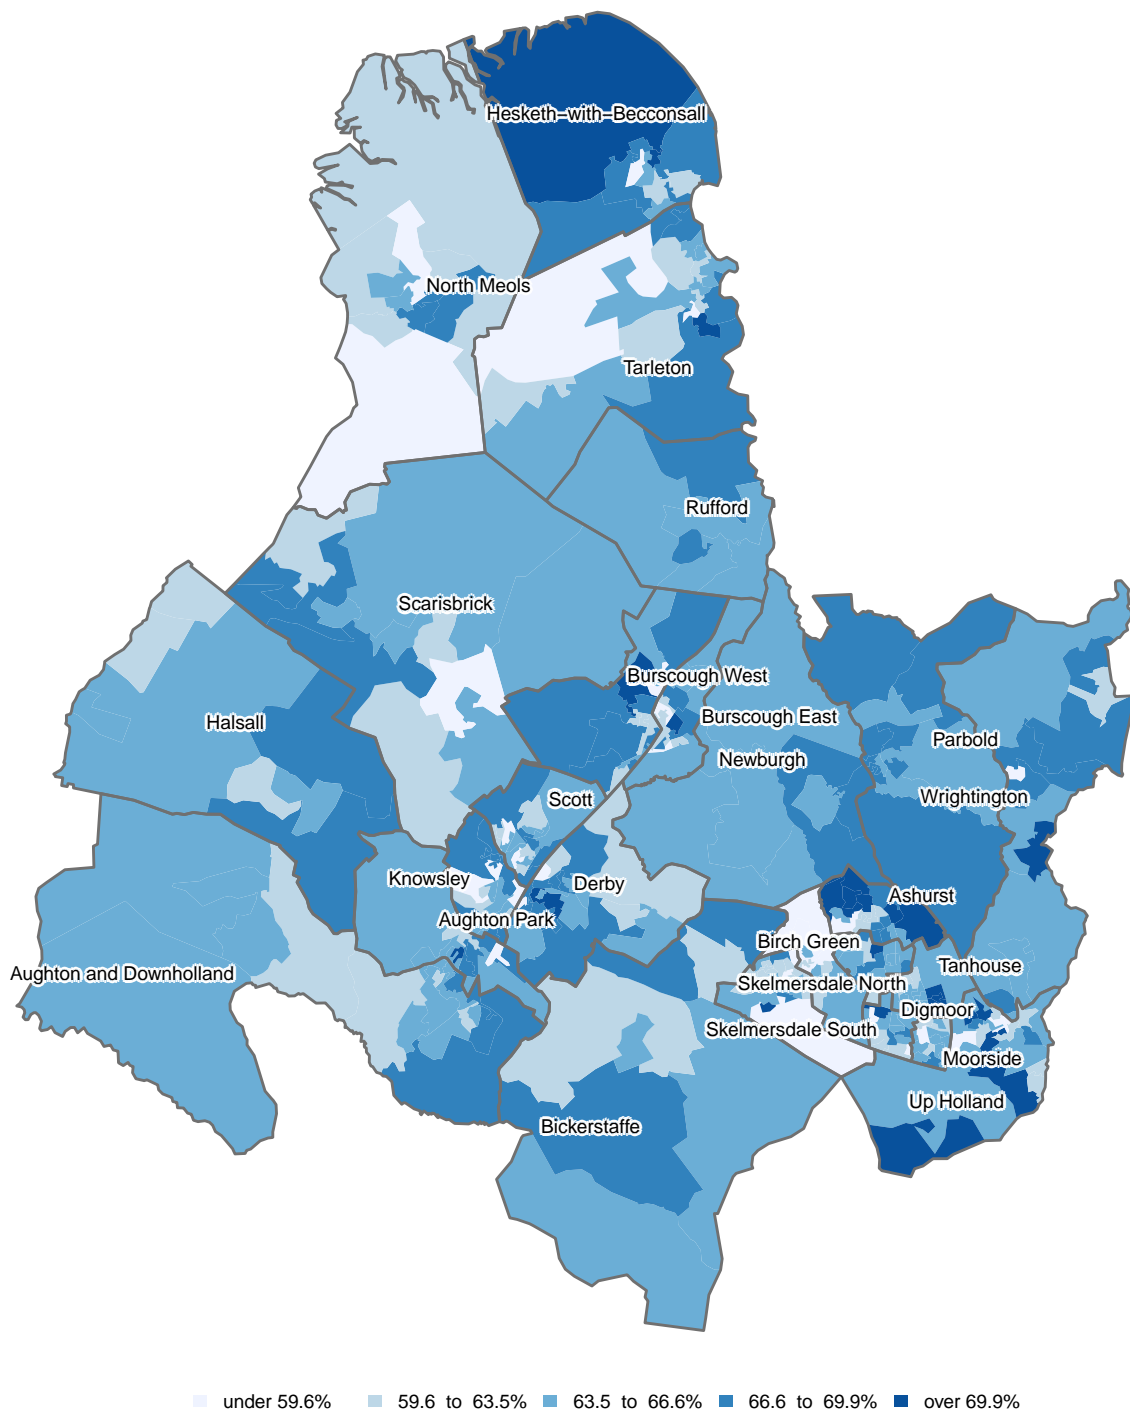 Hesketh–with–Becconsall
North Meols
Tarleton
Rufford
Scarisbrick
Burscough West
Burscough East
Halsall
Parbold
Newburgh
Wrightington
Scott
Knowsley
Derby
Ashurst
Aughton Park
Birch Green
Aughton and Downholland
Tanhouse
Skelmersdale North
Digmoor
Skelmersdale South
Moorside
Up Holland
Bickerstaffe
under 59.6% 59.6 to 63.5% 63.5 to 66.6% 66.6 to 69.9% over 69.9%